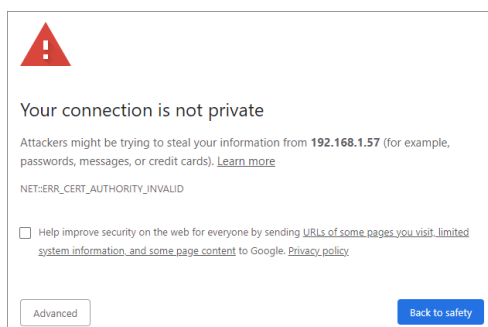 Your connection is not private
Attackers might be trying to steal your information from 192.168.1.57 (for example,
passwords, messages, or credit cards). Learn more
NET::ERR_CERT_AUTHORITY_INVALID
Help improve security on the web for everyone by sending URLs of some pages you visit, limited
system information, and some page content to Google. Privacy policy
Advanced
Back to safety